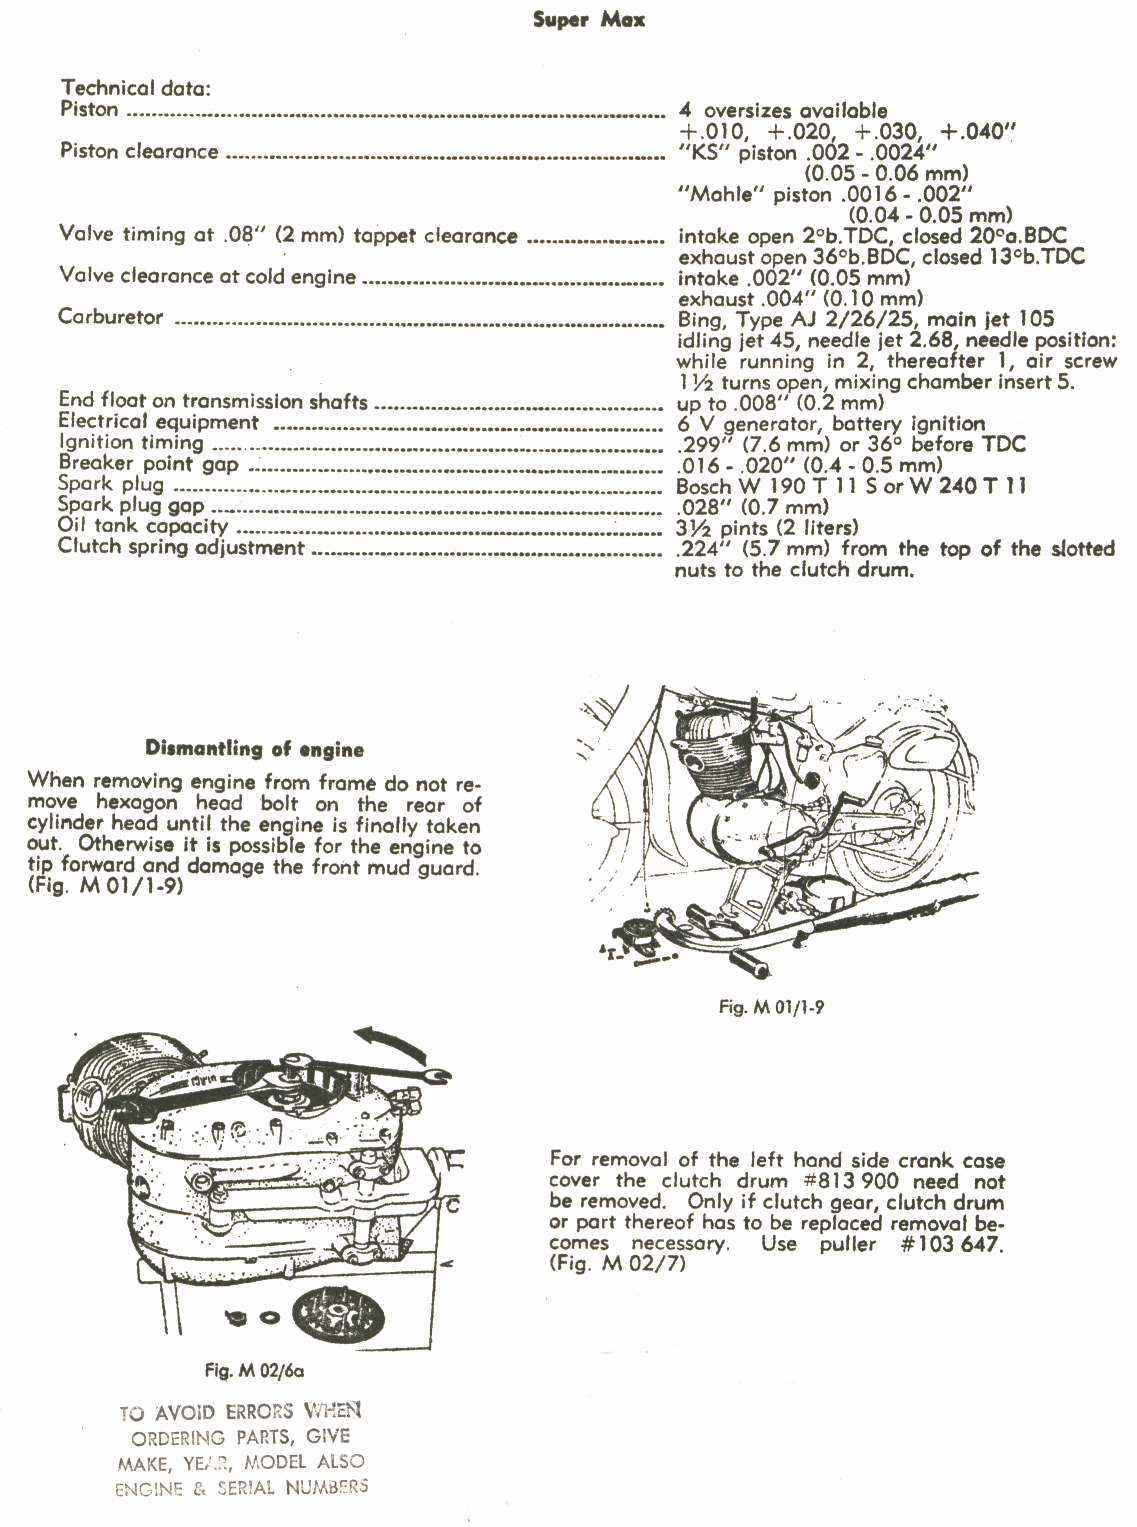 Super Max
Technical data:
Piston ........ 4 oversizes available
+.010, +.020, +.030, +.040"
Piston clearance ........ "KS" piston .002 - .0024"
(0.05 - 0.06 mm)
"Mahle" piston .0016 - .002"
(0.04 - 0.05 mm)
Valve timing at .08" (2 mm) tappet clearance ........ intake open 2°b.TDC, closed 20°a.BDC
exhaust open 36°b.BDC, closed 13°b.TDC
Valve clearance at cold engine ........ intake .002" (0.05 mm)
exhaust .004" (0.10 mm)
Carburetor ........ Bing, Type AJ 2/26/25, main jet 105
idling jet 45, needle jet 2.68, needle position:
while running in 2, thereafter 1, air screw
1½ turns open, mixing chamber insert 5.
End float on transmission shafts ........ up to .008" (0.2 mm)
Electrical equipment ........ 6 V generator, battery ignition
Ignition timing ........ .299" (7.6 mm) or 36° before TDC
Breaker point gap ........ .016 - .020" (0.4 - 0.5 mm)
Spark plug ........ Bosch W 190 T 11 S or W 240 T 11
Spark plug gap ........ .028" (0.7 mm)
Oil tank capacity ........ 3½ pints (2 liters)
Clutch spring adjustment ........ .224" (5.7 mm) from the top of the slotted
nuts to the clutch drum.
Dismantling of engine
When removing engine from frame do not re-
move hexagon head bolt on the rear of
cylinder head until the engine is finally taken
out. Otherwise it is possible for the engine to
tip forward and damage the front mud guard.
(Fig. M 01/1-9)
Fig. M 01/1-9
For removal of the left hand side crank case
cover the clutch drum #813 900 need not
be removed. Only if clutch gear, clutch drum
or part thereof has to be replaced removal be-
comes necessary. Use puller #103 647.
(Fig. M 02/7)
Fig. M 02/6a
TO AVOID ERRORS WHEN
ORDERING PARTS, GIVE
MAKE, YEAR, MODEL ALSO
ENGINE & SERIAL NUMBERS